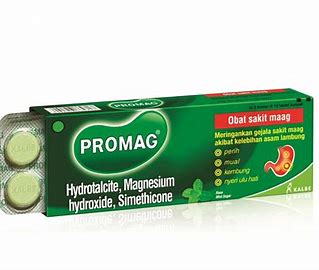 Obat sakit maag
Meringankan gejala sakit maag
akibat kelebihan asam lambung
perih
mual
kembung
nyeri ulu hati
PROMAG®
Hydrotalcite, Magnesium
hydroxide, Simethicone
KALBE